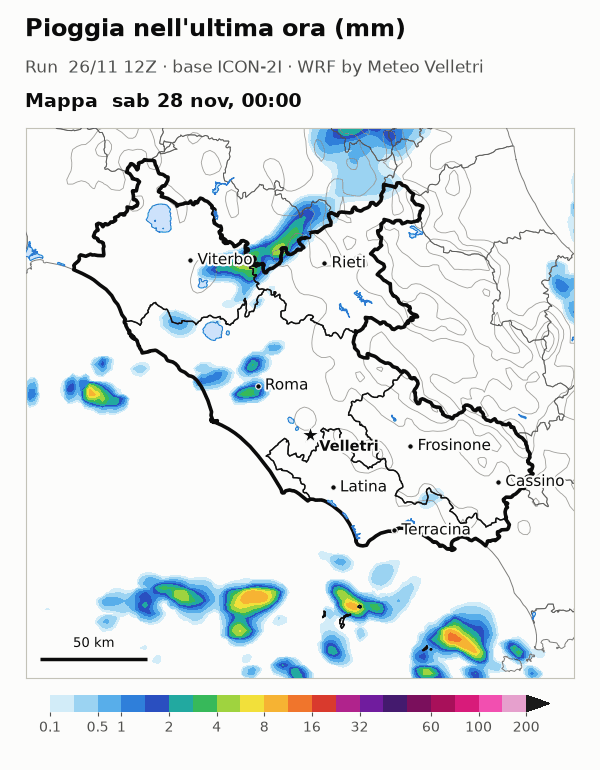 Pioggia nell'ultima ora (mm)
Run  26/11 12Z · base ICON-2I · WRF by Meteo Velletri
Mappa  sab 28 nov, 00:00
Viterbo
Rieti
Roma
Velletri
Frosinone
Cassino
Latina
Terracina
50 km
0.1 0.5 1 2 4 8 16 32 60 100 200